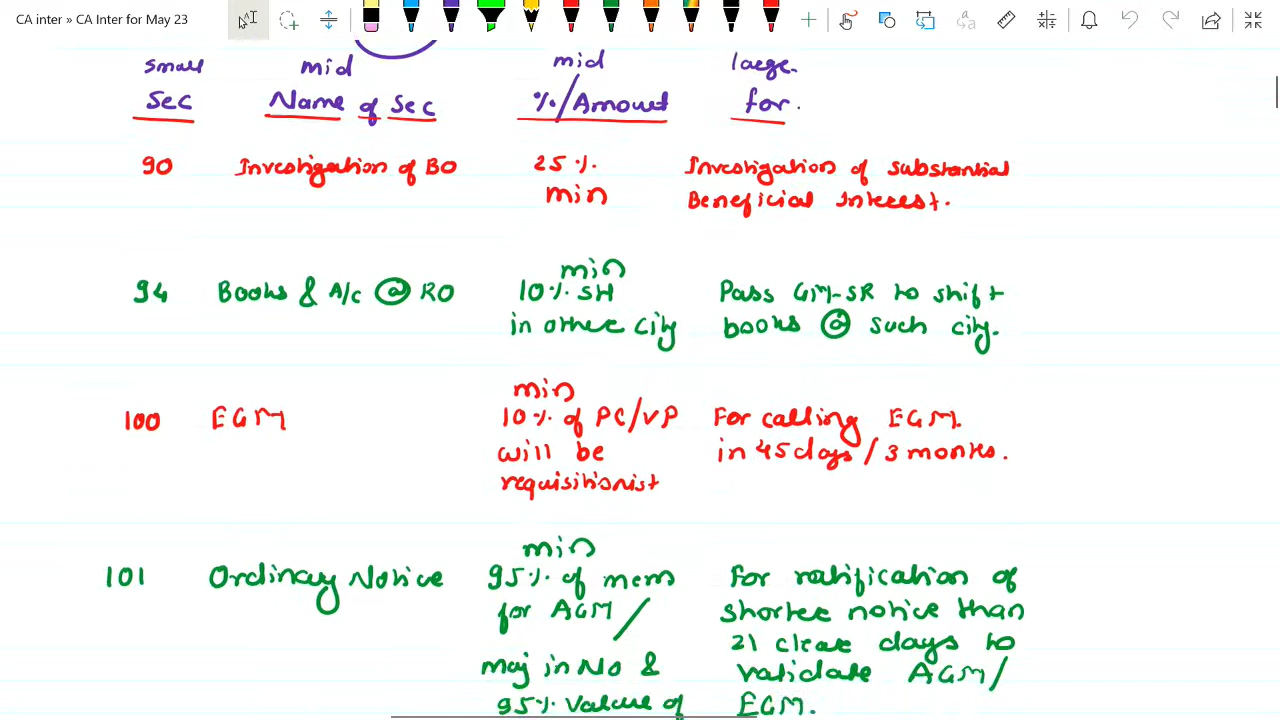 CA inter » CA Inter for May 23
small mid mid large.
Sec Name of Sec %/Amount for.
90 Investigation of BO 25% Investigation of substantial
min Beneficial Interest.
min
94 Books & A/c @ RO 10% SH Pass GM-SR to shift
in other city books @ such city.
min
100 EGM 10% of PC/VP For calling EGM.
will be in 45 days/3 months.
requisitionist
min
101 Ordinary Notice 95% of mem For ratification of
for AGM/ shorter notice than
21 clear days to
maj in No & validate AGM/
95% value of EGM.